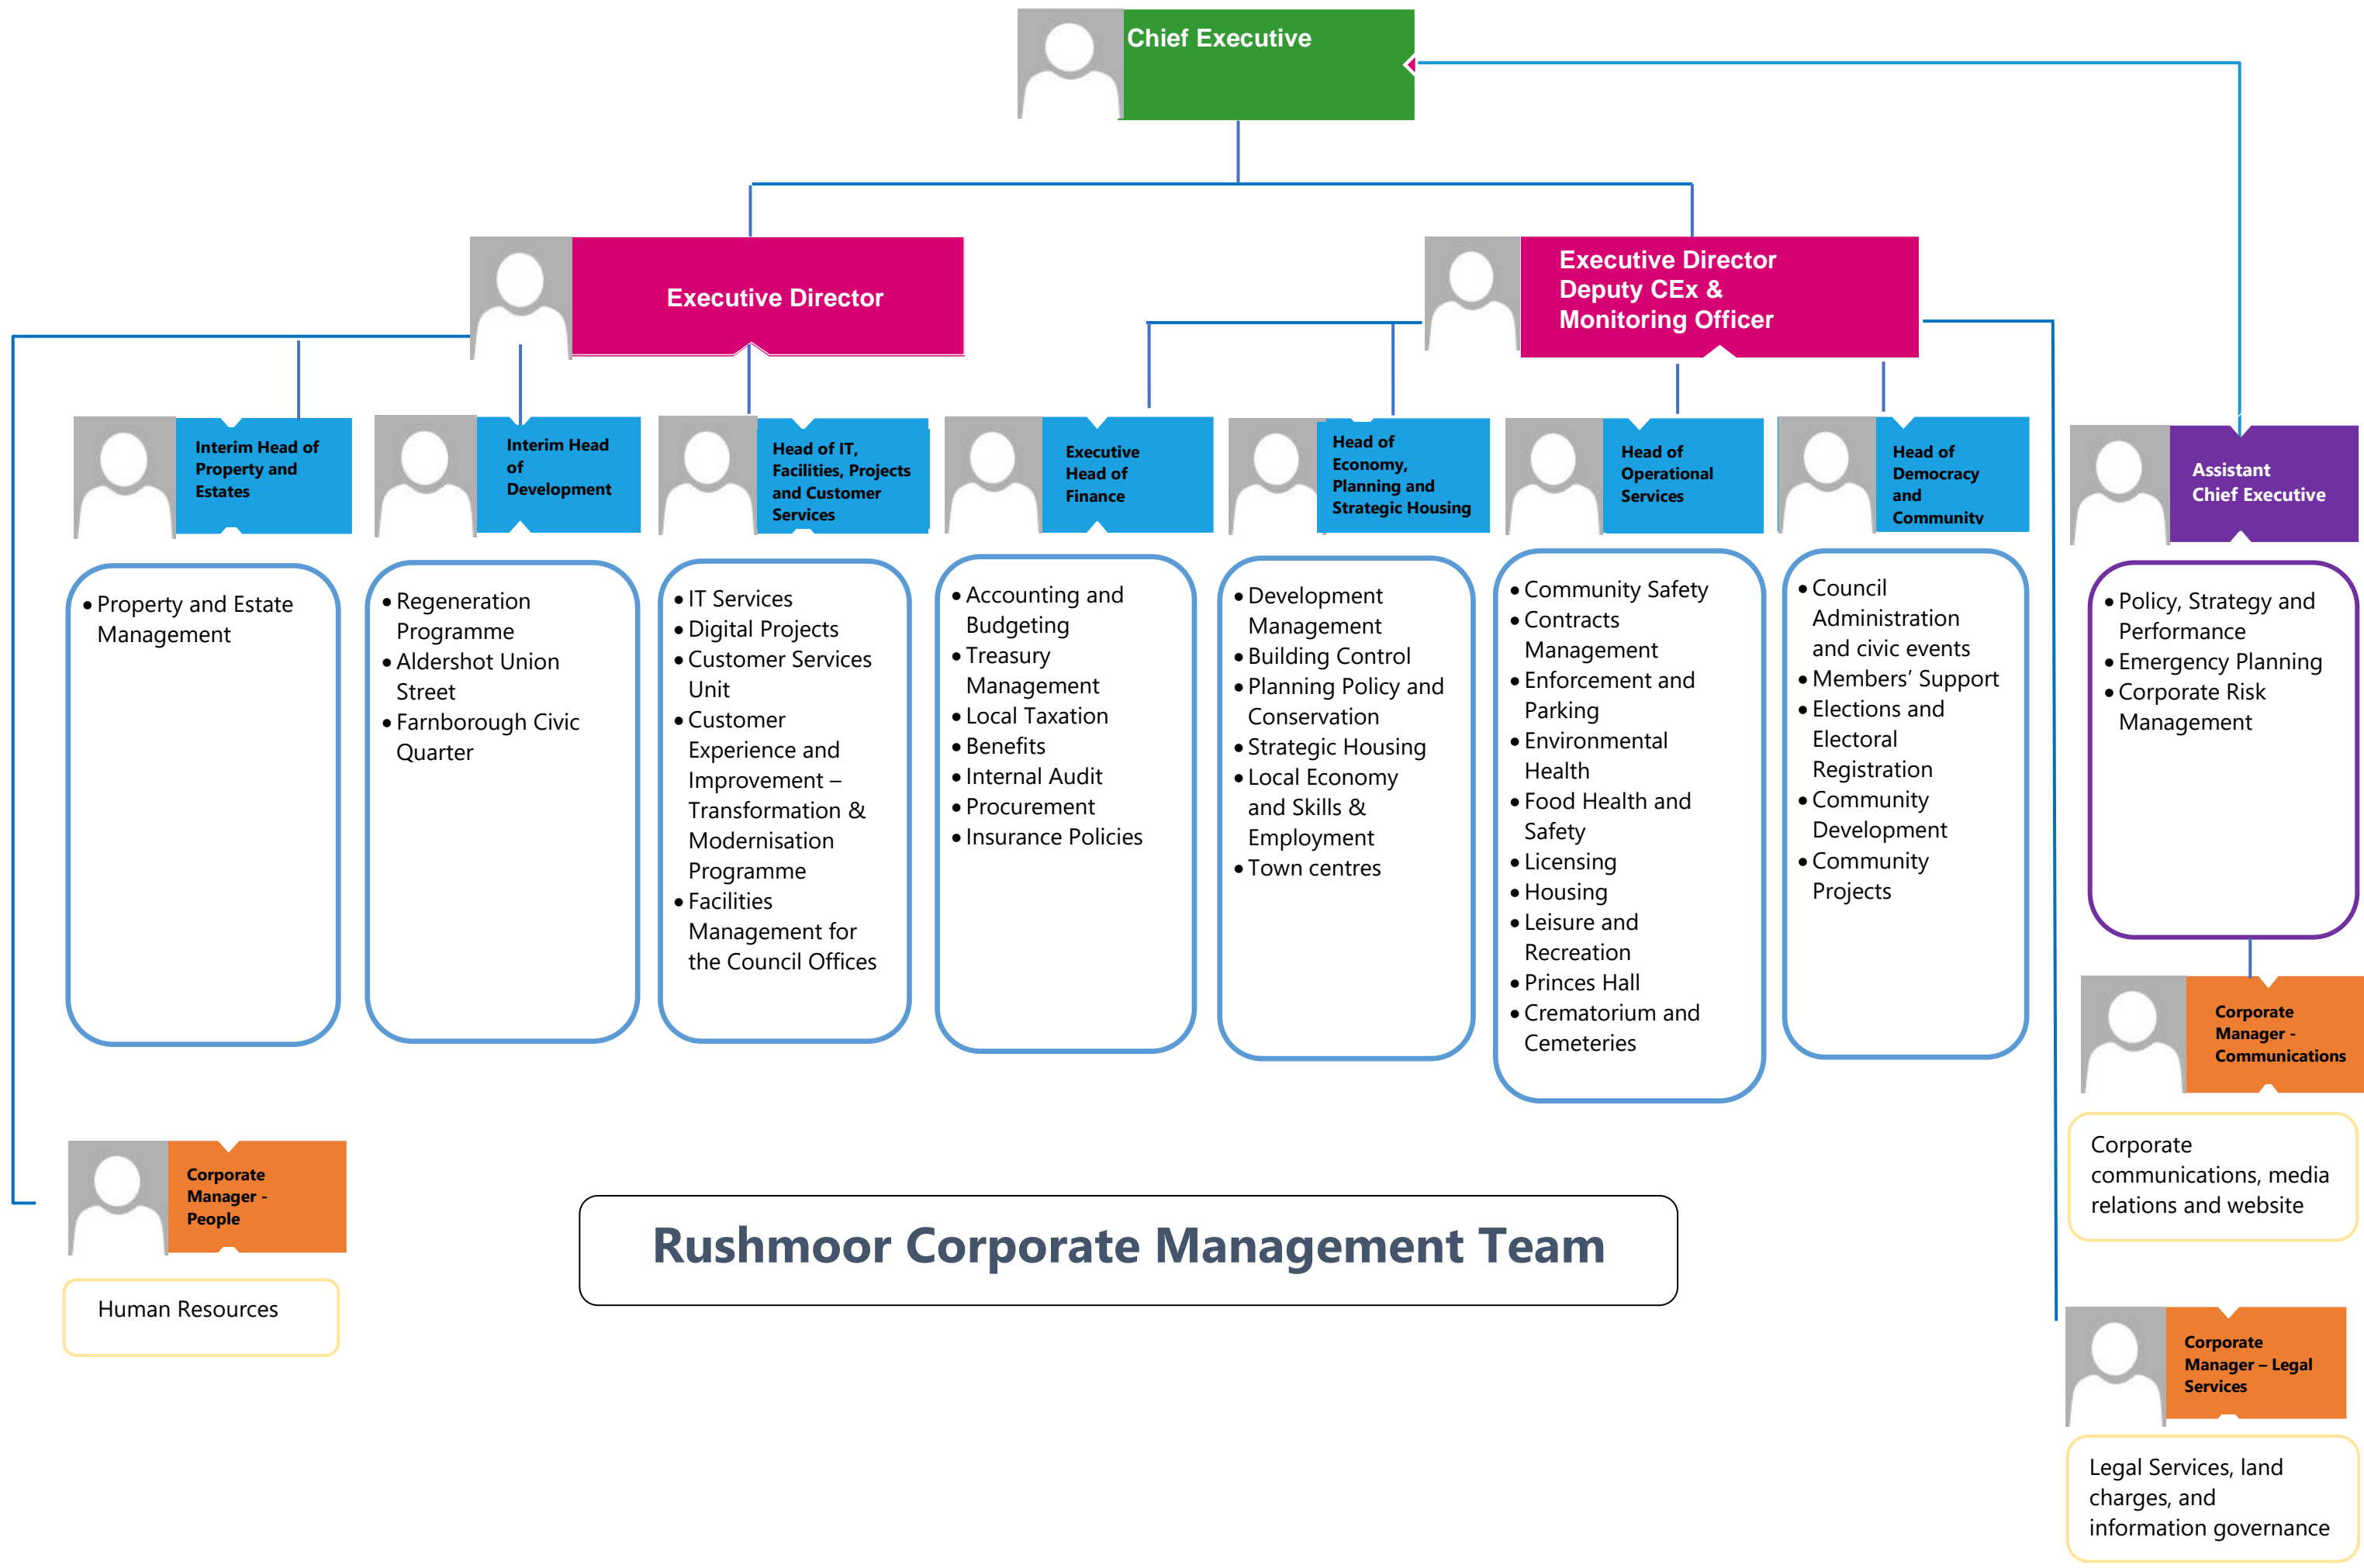 Chief Executive
Executive Director
Executive Director
Deputy CEx &
Monitoring Officer
Interim Head of
Property and
Estates
Interim Head
of
Development
Head of IT,
Facilities, Projects
and Customer
Services
Executive
Head of
Finance
Head of
Economy,
Planning and
Strategic Housing
Head of
Operational
Services
Head of
Democracy
and
Community
Assistant
Chief Executive
• Property and Estate
Management
• Regeneration
Programme
• Aldershot Union
Street
• Farnborough Civic
Quarter
• IT Services
• Digital Projects
• Customer Services
Unit
• Customer
Experience and
Improvement –
Transformation &
Modernisation
Programme
• Facilities
Management for
the Council Offices
• Accounting and
Budgeting
• Treasury
Management
• Local Taxation
• Benefits
• Internal Audit
• Procurement
• Insurance Policies
• Development
Management
• Building Control
• Planning Policy and
Conservation
• Strategic Housing
• Local Economy
and Skills &
Employment
• Town centres
• Community Safety
• Contracts
Management
• Enforcement and
Parking
• Environmental
Health
• Food Health and
Safety
• Licensing
• Housing
• Leisure and
Recreation
• Princes Hall
• Crematorium and
Cemeteries
• Council
Administration
and civic events
• Members’ Support
• Elections and
Electoral
Registration
• Community
Development
• Community
Projects
• Policy, Strategy and
Performance
• Emergency Planning
• Corporate Risk
Management
Corporate
Manager -
Communications
Corporate
communications, media
relations and website
Corporate
Manager -
People
Human Resources
Rushmoor Corporate Management Team
Corporate
Manager – Legal
Services
Legal Services, land
charges, and
information governance